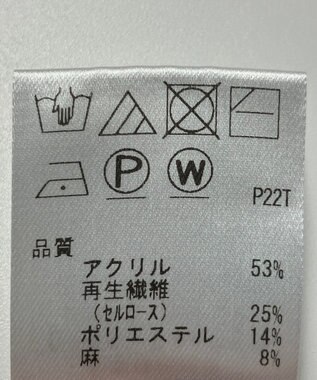 P W
P22T
品質
アクリル 53%
再生繊維
(セルロース) 25%
ポリエステル 14%
麻 8%